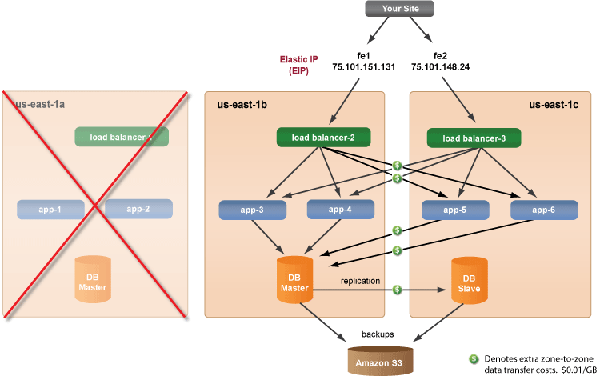 Your Site
Elastic IP
(EIP)
fe1
75.101.151.131
fe2
75.101.148.24
us-east-1a
us-east-1b
us-east-1c
load balancer-1
load balancer-2
load balancer-3
app-1
app-2
app-3
app-4
app-5
app-6
DB
Master
DB
Master
replication
DB
Slave
backups
Amazon S3
$ Denotes extra zone-to-zone
data transfer costs. $0.01/GB